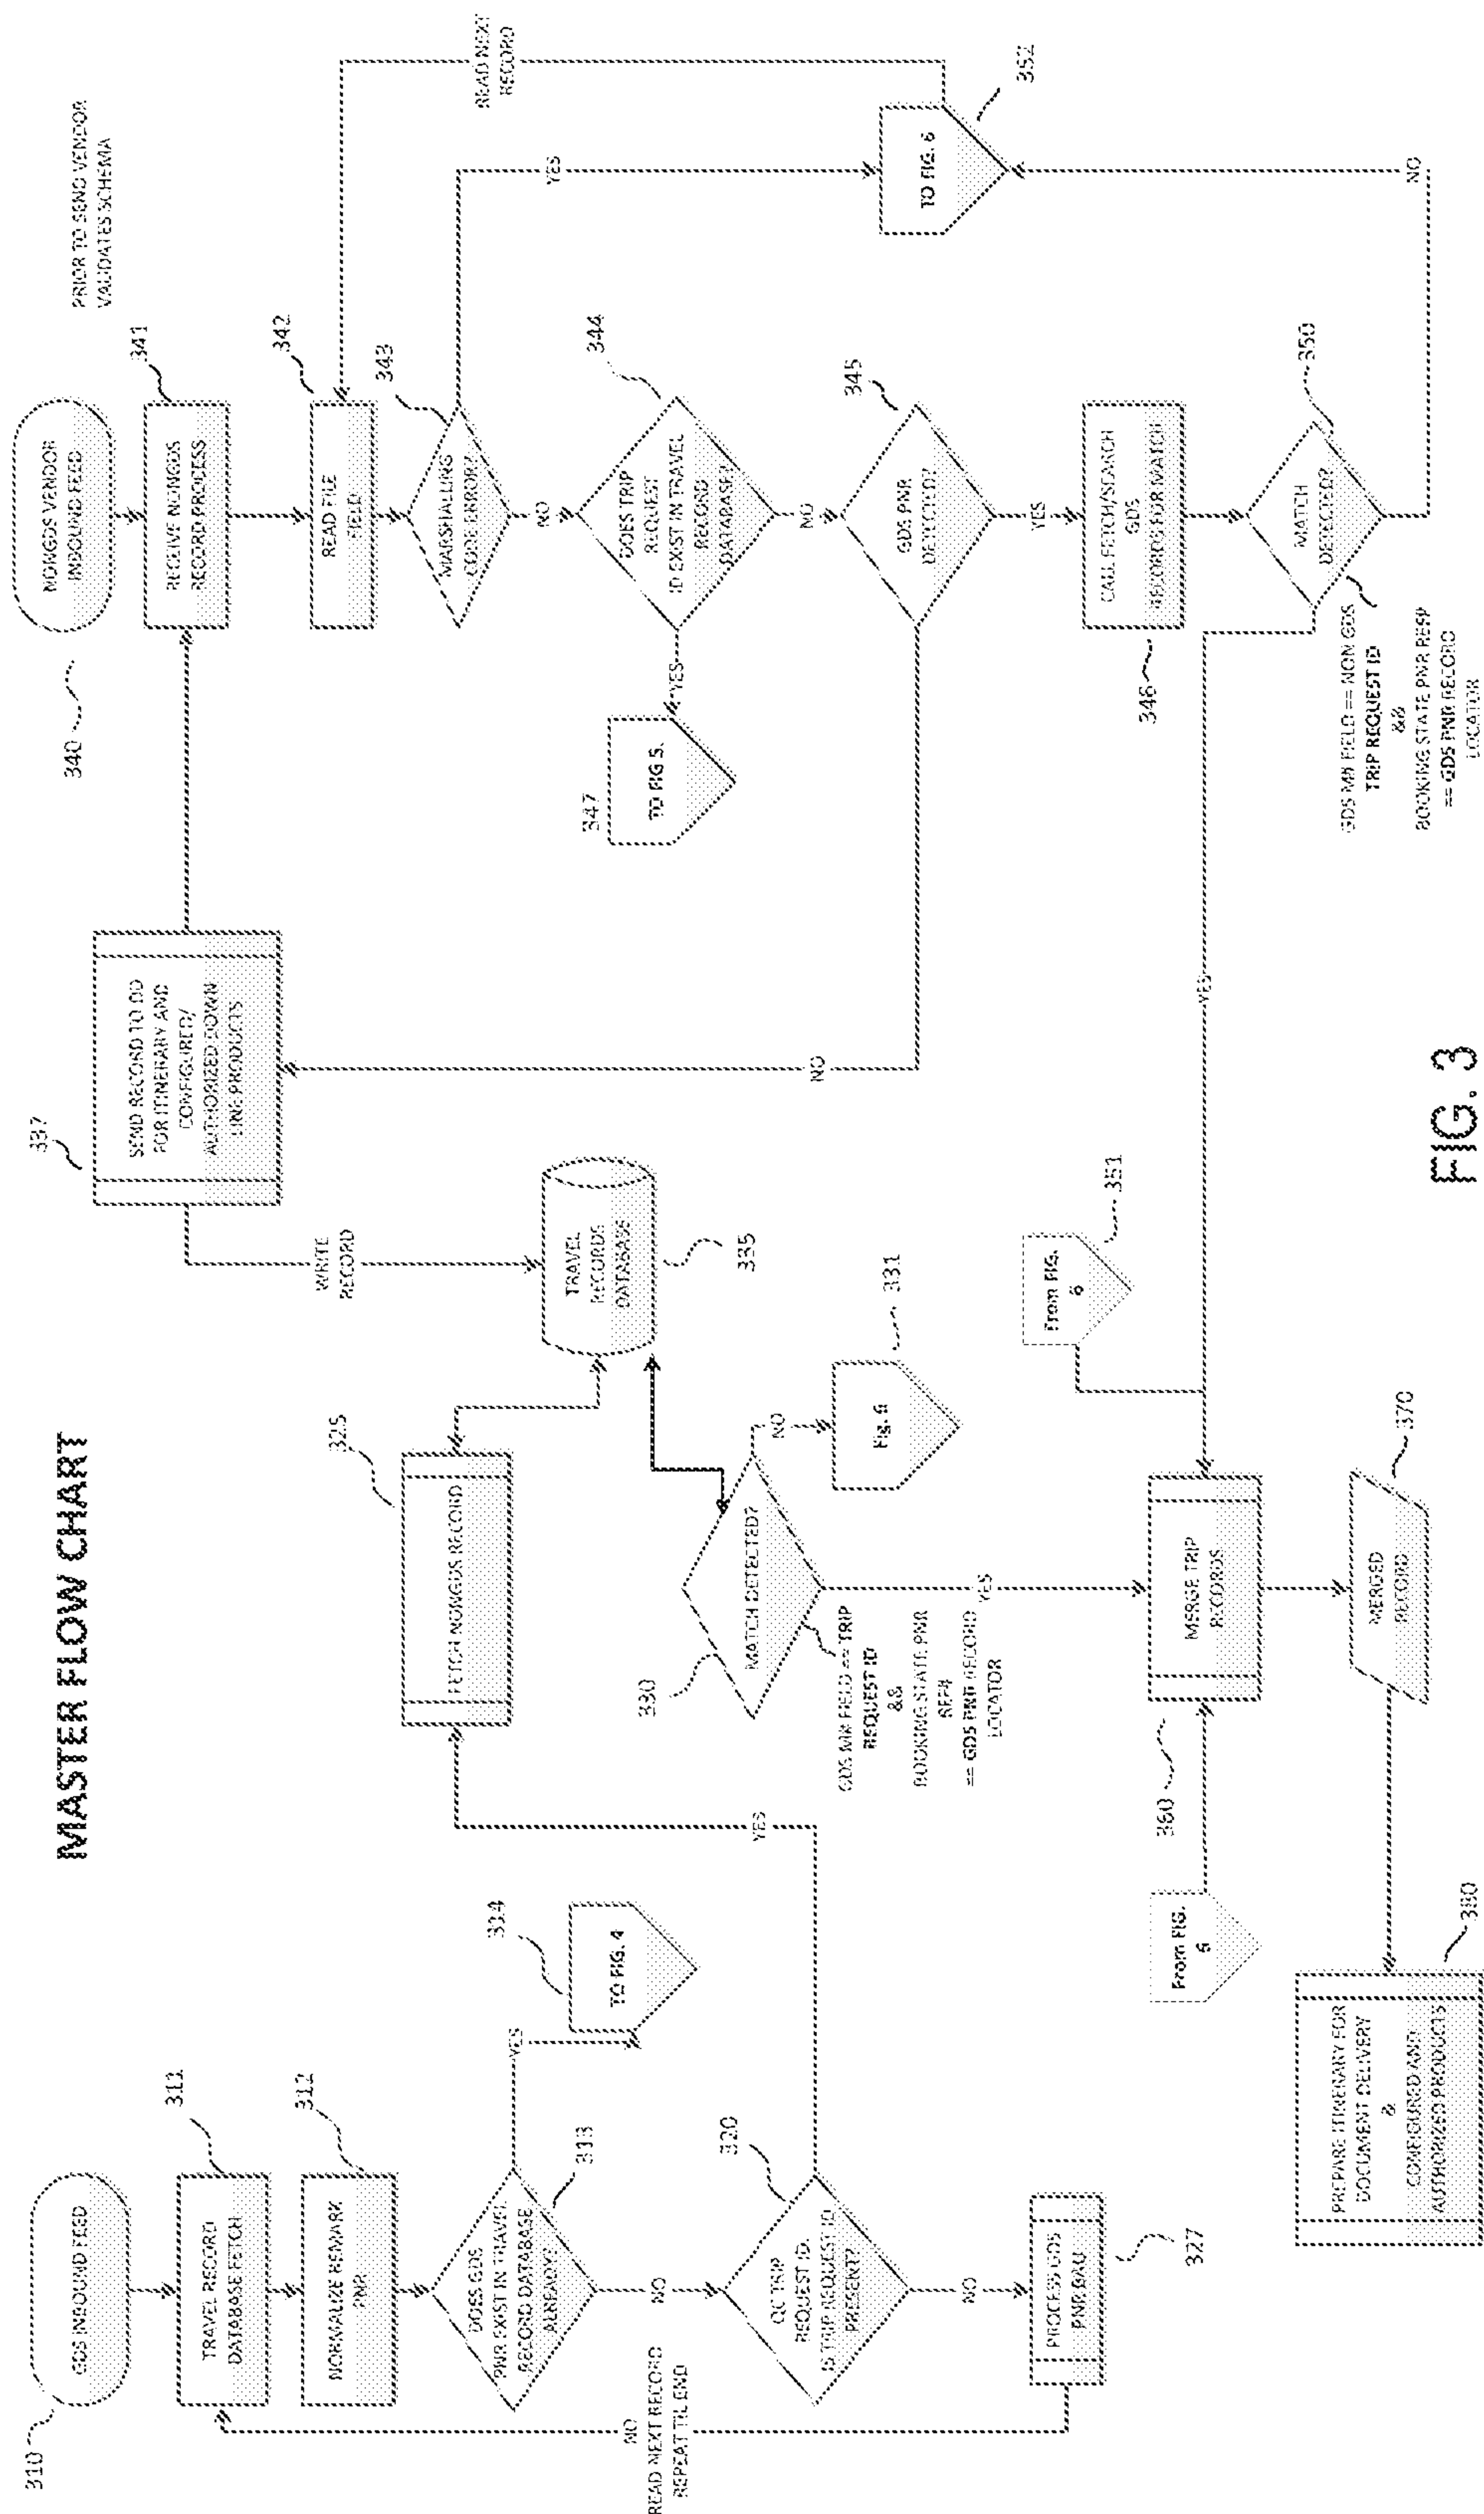 MASTER FLOW CHART
310
GDS INBOUND FEED
311
TRAVEL RECORD
DATABASE FETCH
312
NORMALIZE REMARK
PNR
313
DOES GDS
PNR EXIST IN TRAVEL
RECORD DATABASE
ALREADY?
YES
314
TO FIG. 4
NO
320
QC TRIP
REQUEST ID.
IS TRIP REQUEST ID
PRESENT?
YES
NO
PROCESS GDS
PNR BAU
327
NO
READ NEXT RECORD
REPEAT TIL END
325
FETCH NONGDS RECORD
TRAVEL
RECORDS
DATABASE
335
WRITE
RECORD
337
SEND RECORD TO DD
FOR ITINERARY AND
CONFIGURED/
AUTHORIZED DOWN
LINE PRODUCTS
330
MATCH DETECTED?
NO
331
GDS MX FIELD == TRIP
REQUEST ID
&&
BOOKING STATE PNR
== GDS PNR RECORD
LOCATOR
YES
From FIG.
From FIG.
6
351
360
MERGE TRIP
RECORDS
MERGED
RECORD
370
PREPARE ITINERARY FOR
DOCUMENT DELIVERY
&
CONFIGURED AND
AUTHORIZED PRODUCTS
380
340
NONGDS VENDOR
INBOUND FEED
PRIOR TO SEND VENDOR
VALIDATES SCHEMA
341
RECEIVE NONGDS
RECORD PROCESS
342
READ FILE
FIELD
READ NEXT
RECORD
343
MARSHALLING
CODE ERROR?
YES
NO
344
DOES TRIP
REQUEST
ID EXIST IN TRAVEL
RECORD
DATABASE?
YES
347
TO FIG 5.
NO
345
GDS PNR
DETECTED?
NO
YES
TO FIG. 6
352
346
CALL FETCH/SEARCH
GDS
RECORDS FOR MATCH
350
MATCH
DETECTED?
YES
NO
GDS MX FIELD == NON GDS
TRIP REQUEST ID
&&
BOOKING STATE PNR RESP
== GDS PNR RECORD
LOCATOR
FIG. 3